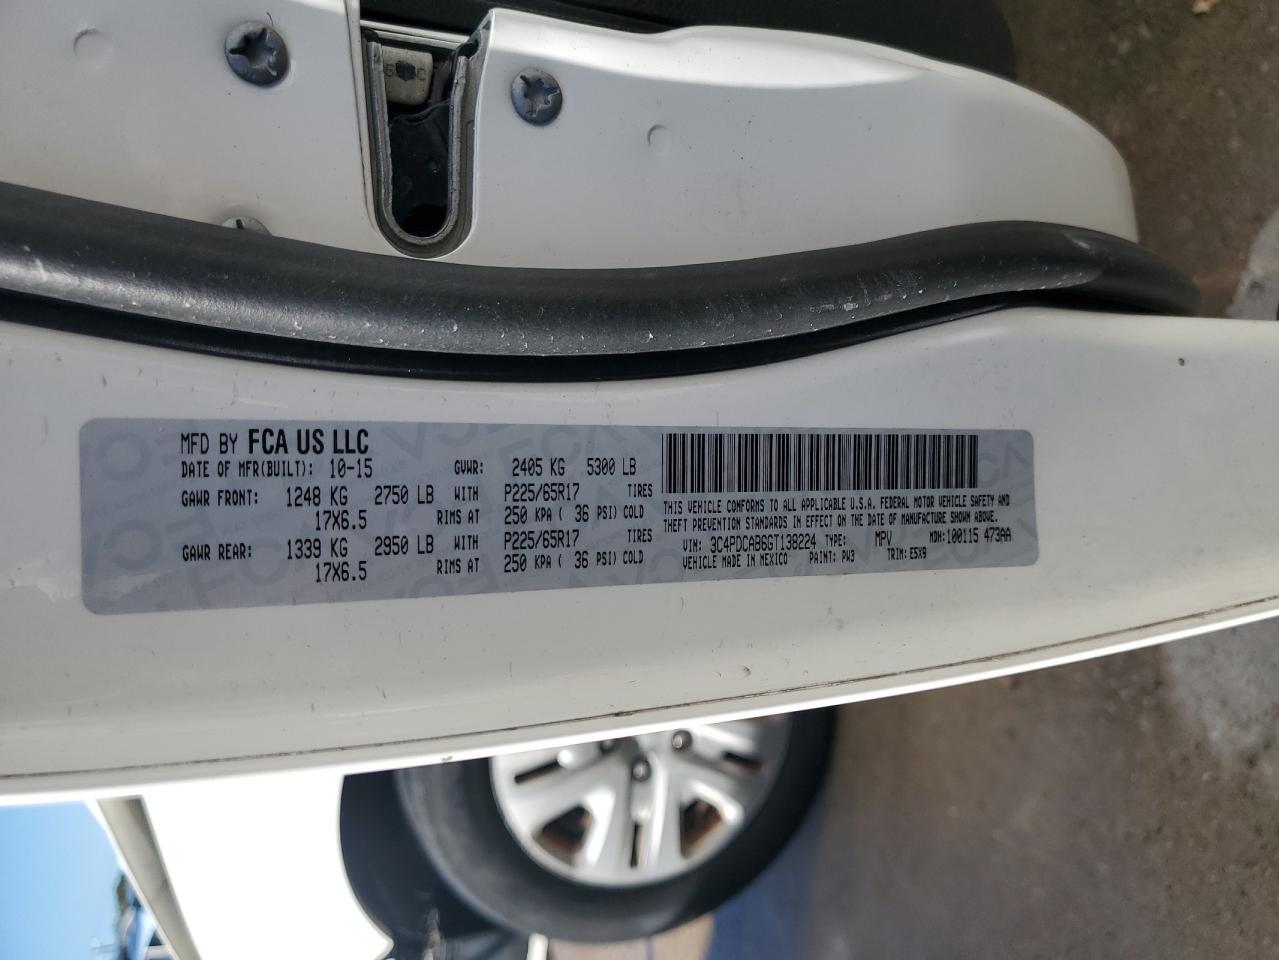 MFD BY FCA US LLC
DATE OF MFR(BUILT): 10-15 GVWR: 2405 KG 5300 LB
GAWR FRONT: 1248 KG 2750 LB WITH P225/65R17 TIRES
17X6.5 RIMS AT 250 KPA ( 36 PSI) COLD
GAWR REAR: 1339 KG 2950 LB WITH P225/65R17 TIRES
17X6.5 RIMS AT 250 KPA ( 36 PSI) COLD
THIS VEHICLE CONFORMS TO ALL APPLICABLE U.S.A. FEDERAL MOTOR VEHICLE SAFETY AND
THEFT PREVENTION STANDARDS IN EFFECT ON THE DATE OF MANUFACTURE SHOWN ABOVE.
VIN: 3C4PDCAB6GT138224 TYPE: MPV MDH:100115 473AA
VEHICLE MADE IN MEXICO PAINT: PW3 TRIM: E5X9